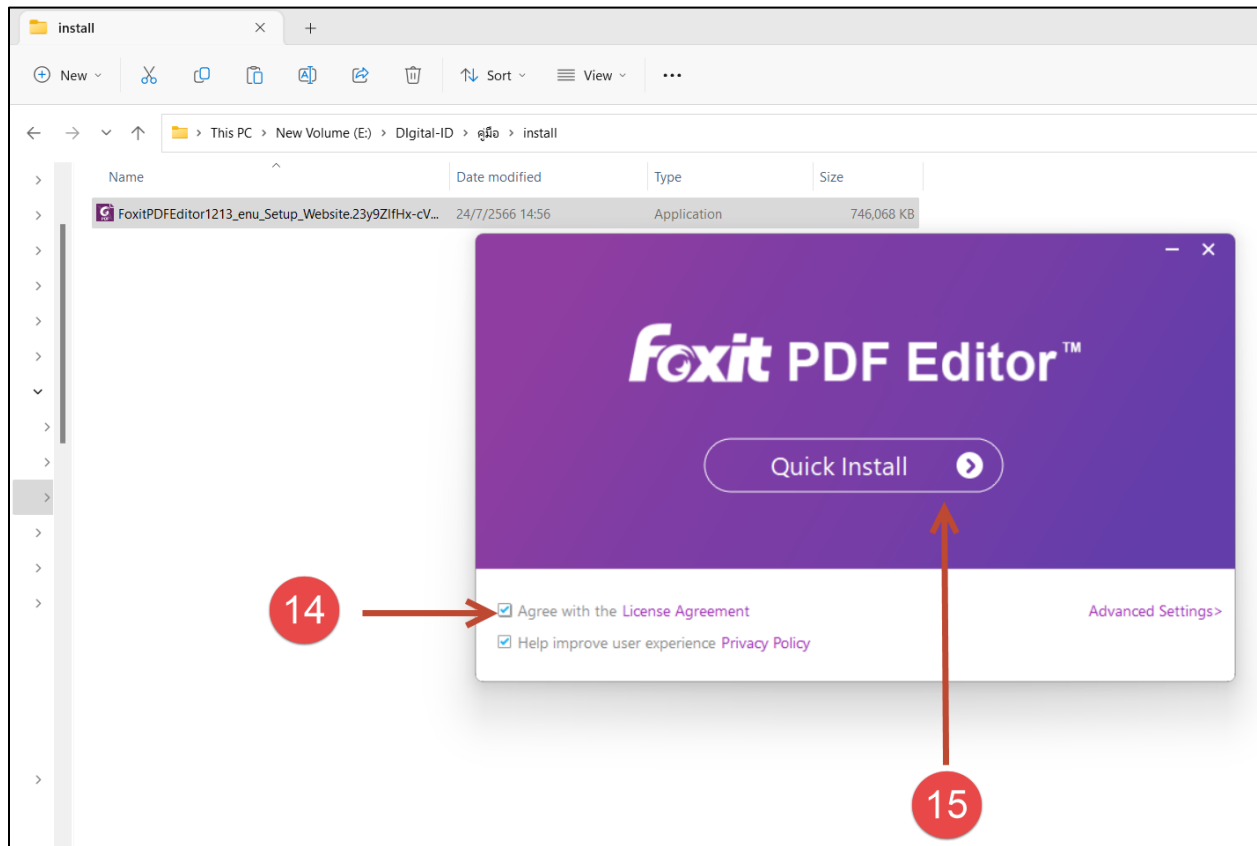 install
New
Sort
View
This PC > New Volume (E:) > DIgital-ID > คู่มือ > install
Name Date modified Type Size
FoxitPDFEditor1213_enu_Setup_Website.23y9ZIfHx-cV... 24/7/2566 14:56 Application 746,068 KB
Foxit PDF Editor™
Quick Install
14
Agree with the License Agreement Advanced Settings>
Help improve user experience Privacy Policy
15